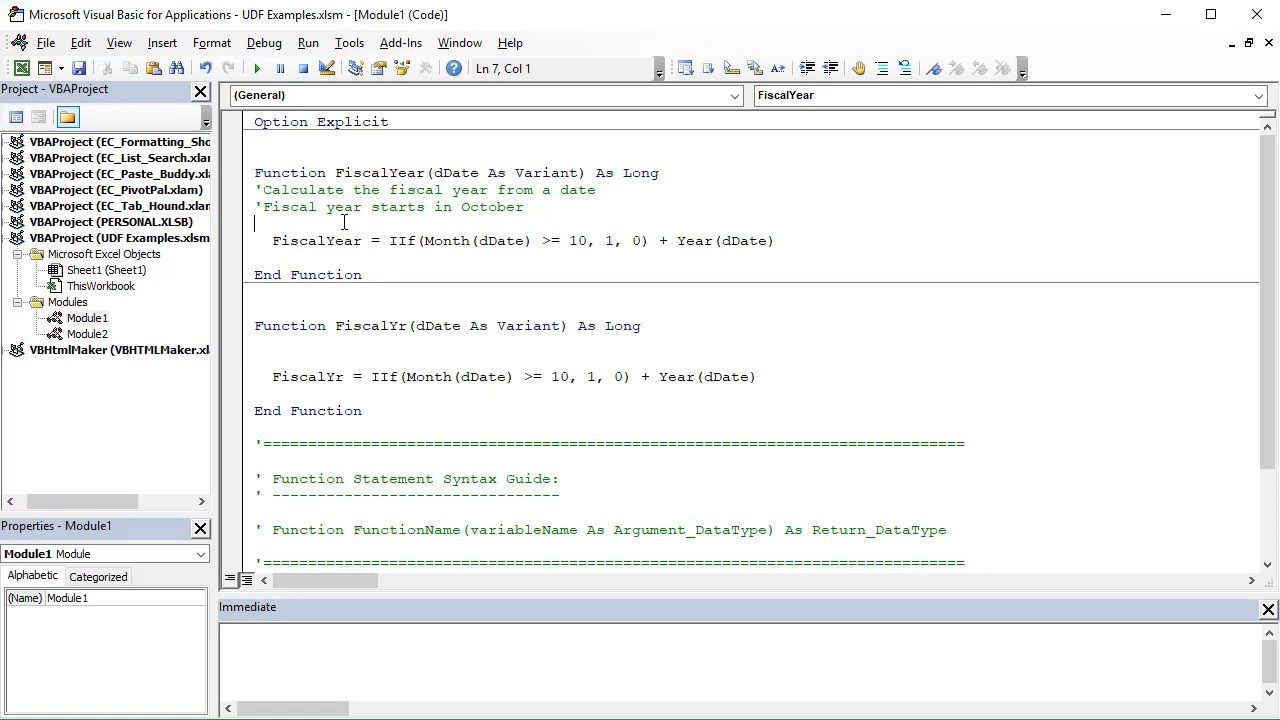 Microsoft Visual Basic for Applications - UDF Examples.xlsm - [Module1 (Code)]
File Edit View Insert Format Debug Run Tools Add-Ins Window Help
Ln 7, Col 1
Project - VBAProject
VBAProject (EC_Formatting_Sho
VBAProject (EC_List_Search.xlar
VBAProject (EC_Paste_Buddy.xl
VBAProject (EC_PivotPal.xlam)
VBAProject (EC_Tab_Hound.xlar
VBAProject (PERSONAL.XLSB)
VBAProject (UDF Examples.xlsm
Microsoft Excel Objects
Sheet1 (Sheet1)
ThisWorkbook
Modules
Module1
Module2
VBHtmlMaker (VBHTMLMaker.xl
Properties - Module1
Module1 Module
Alphabetic Categorized
(Name) Module1
(General) FiscalYear
Option Explicit
Function FiscalYear(dDate As Variant) As Long
'Calculate the fiscal year from a date
'Fiscal year starts in October
FiscalYear = IIf(Month(dDate) >= 10, 1, 0) + Year(dDate)
End Function
Function FiscalYr(dDate As Variant) As Long
FiscalYr = IIf(Month(dDate) >= 10, 1, 0) + Year(dDate)
End Function
'==============================================================================
' Function Statement Syntax Guide:
' --------------------------------
' Function FunctionName(variableName As Argument_DataType) As Return_DataType
'==============================================================================
Immediate